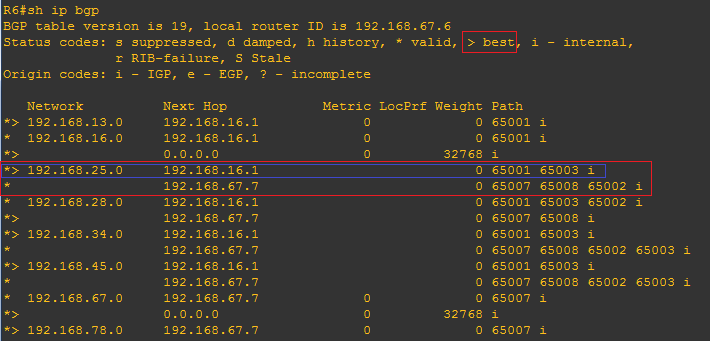 R6#sh ip bgp
BGP table version is 19, local router ID is 192.168.67.6
Status codes: s suppressed, d damped, h history, * valid, > best, i - internal,
              r RIB-failure, S Stale
Origin codes: i - IGP, e - EGP, ? - incomplete
   Network          Next Hop            Metric LocPrf Weight Path
*> 192.168.13.0     192.168.16.1             0             0 65001 i
*  192.168.16.0     192.168.16.1             0             0 65001 i
*>                  0.0.0.0                  0         32768 i
*> 192.168.25.0     192.168.16.1                           0 65001 65003 i
*                   192.168.67.7                           0 65007 65008 65002 i
*  192.168.28.0     192.168.16.1                           0 65001 65003 65002 i
*>                  192.168.67.7                           0 65007 65008 i
*> 192.168.34.0     192.168.16.1                           0 65001 65003 i
*                   192.168.67.7                           0 65007 65008 65002 65003 i
*> 192.168.45.0     192.168.16.1                           0 65001 65003 i
*                   192.168.67.7                           0 65007 65008 65002 65003 i
*  192.168.67.0     192.168.67.7             0             0 65007 i
*>                  0.0.0.0                  0         32768 i
*> 192.168.78.0     192.168.67.7             0             0 65007 i